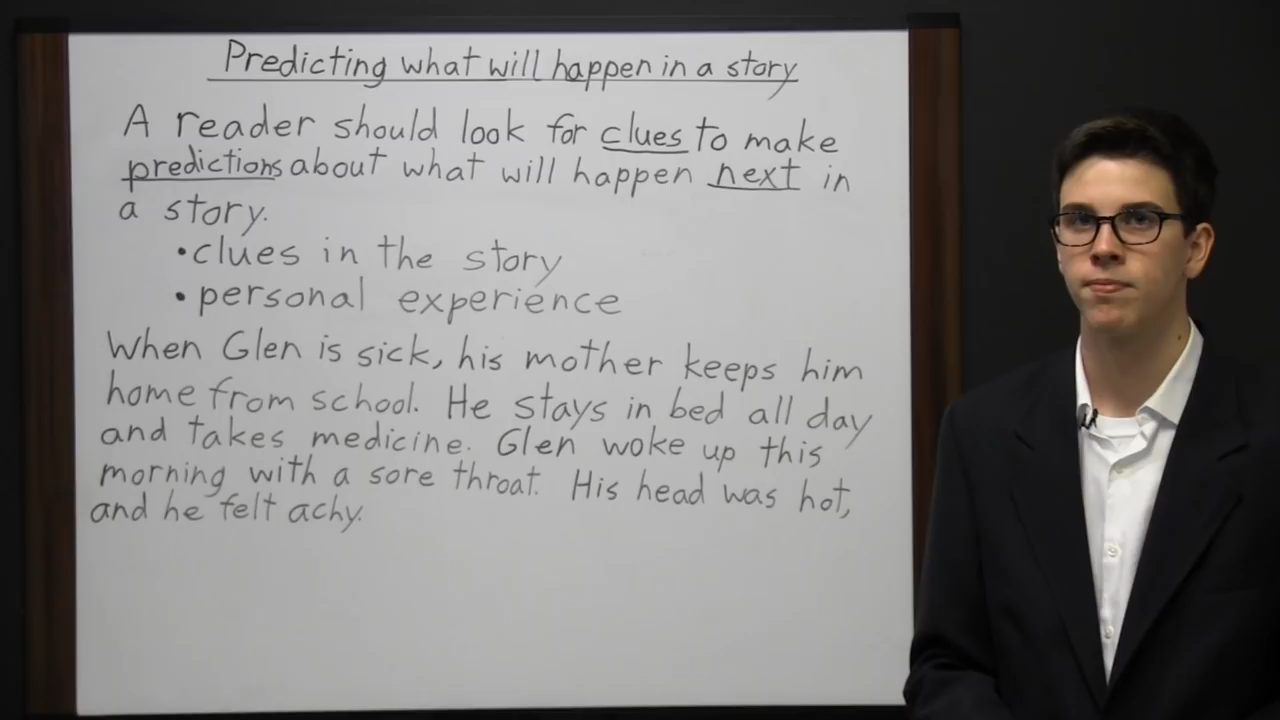 Predicting what will happen in a story
A reader should look for clues to make
predictions about what will happen next in
a story.
• clues in the story
• personal experience
When Glen is sick, his mother keeps him
home from school. He stays in bed all day
and takes medicine. Glen woke up this
morning with a sore throat. His head was hot,
and he felt achy.